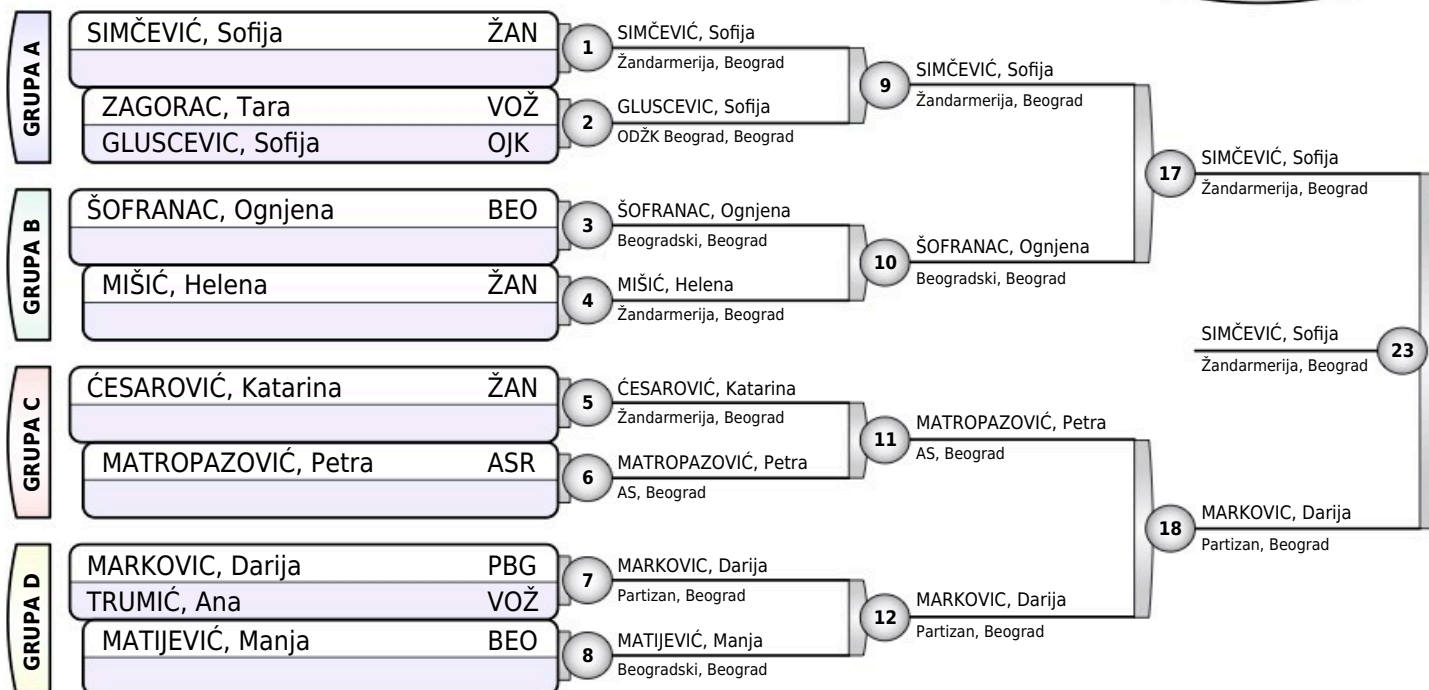 GRUPA A
SIMČEVIĆ, Sofija ŽAN
ZAGORAC, Tara VOŽ
GLUSCEVIC, Sofija OJK
GRUPA B
ŠOFRANAC, Ognjena BEO
MIŠIĆ, Helena ŽAN
GRUPA C
ĆESAROVIĆ, Katarina ŽAN
MATROPAZOVIĆ, Petra ASR
GRUPA D
MARKOVIC, Darija PBG
TRUMIĆ, Ana VOŽ
MATIJEVIĆ, Manja BEO
1
SIMČEVIĆ, Sofija
Žandarmerija, Beograd
2
GLUSCEVIC, Sofija
ODŽK Beograd, Beograd
3
ŠOFRANAC, Ognjena
Beogradski, Beograd
4
MIŠIĆ, Helena
Žandarmerija, Beograd
5
ĆESAROVIĆ, Katarina
Žandarmerija, Beograd
6
MATROPAZOVIĆ, Petra
AS, Beograd
7
MARKOVIC, Darija
Partizan, Beograd
8
MATIJEVIĆ, Manja
Beogradski, Beograd
9
SIMČEVIĆ, Sofija
Žandarmerija, Beograd
10
ŠOFRANAC, Ognjena
Beogradski, Beograd
11
MATROPAZOVIĆ, Petra
AS, Beograd
12
MARKOVIC, Darija
Partizan, Beograd
17
SIMČEVIĆ, Sofija
Žandarmerija, Beograd
18
MARKOVIC, Darija
Partizan, Beograd
SIMČEVIĆ, Sofija
Žandarmerija, Beograd
23